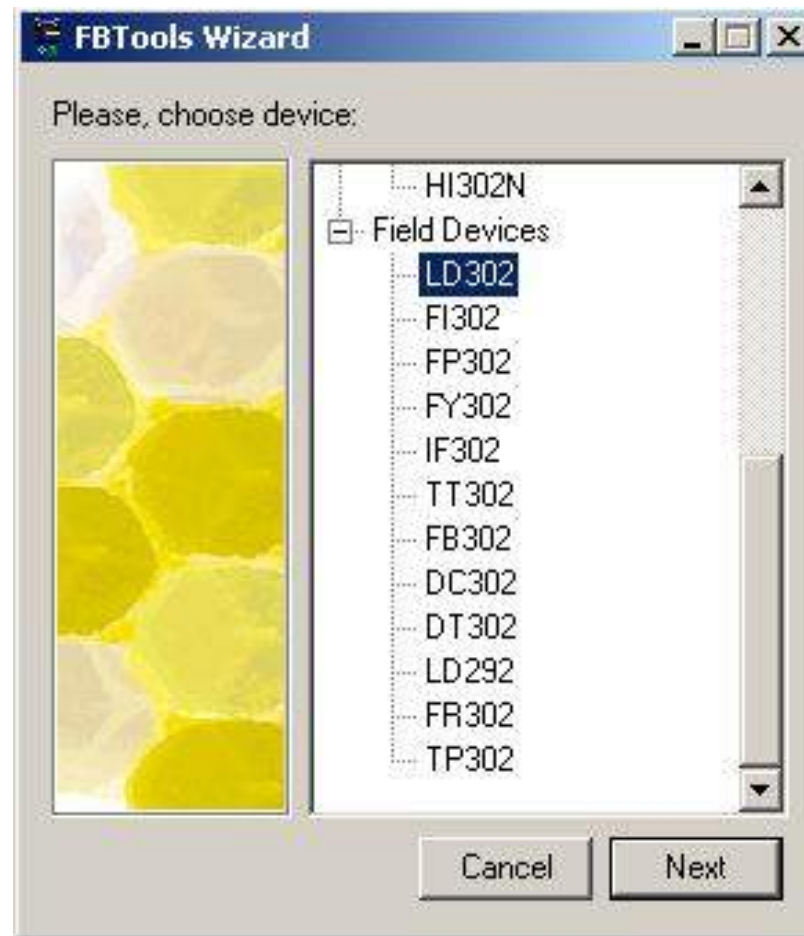 FBTools Wizard
Please, choose device:
HI302N
Field Devices
LD302
FI302
FP302
FY302
IF302
TT302
FB302
DC302
DT302
LD292
FR302
TP302
Cancel Next